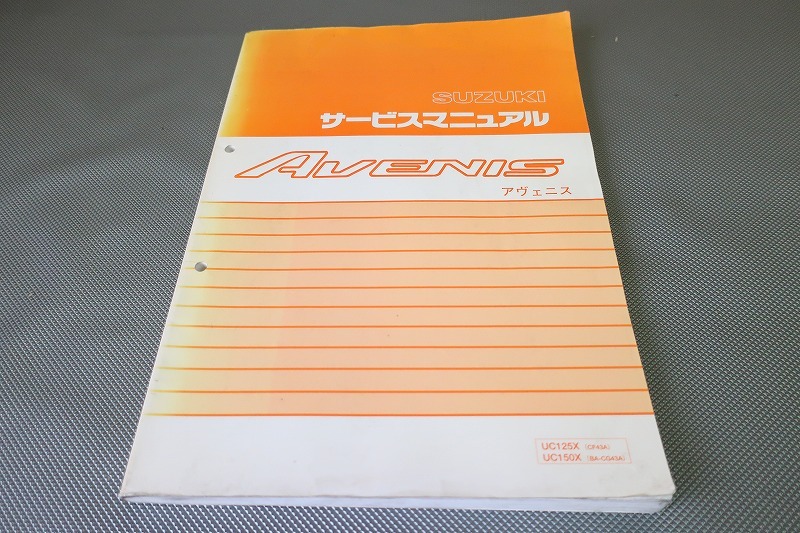 SUZUKI
サービスマニュアル
AVENIS
アヴェニス
UC125X (CF43A)
UC150X (BA-CG43A)